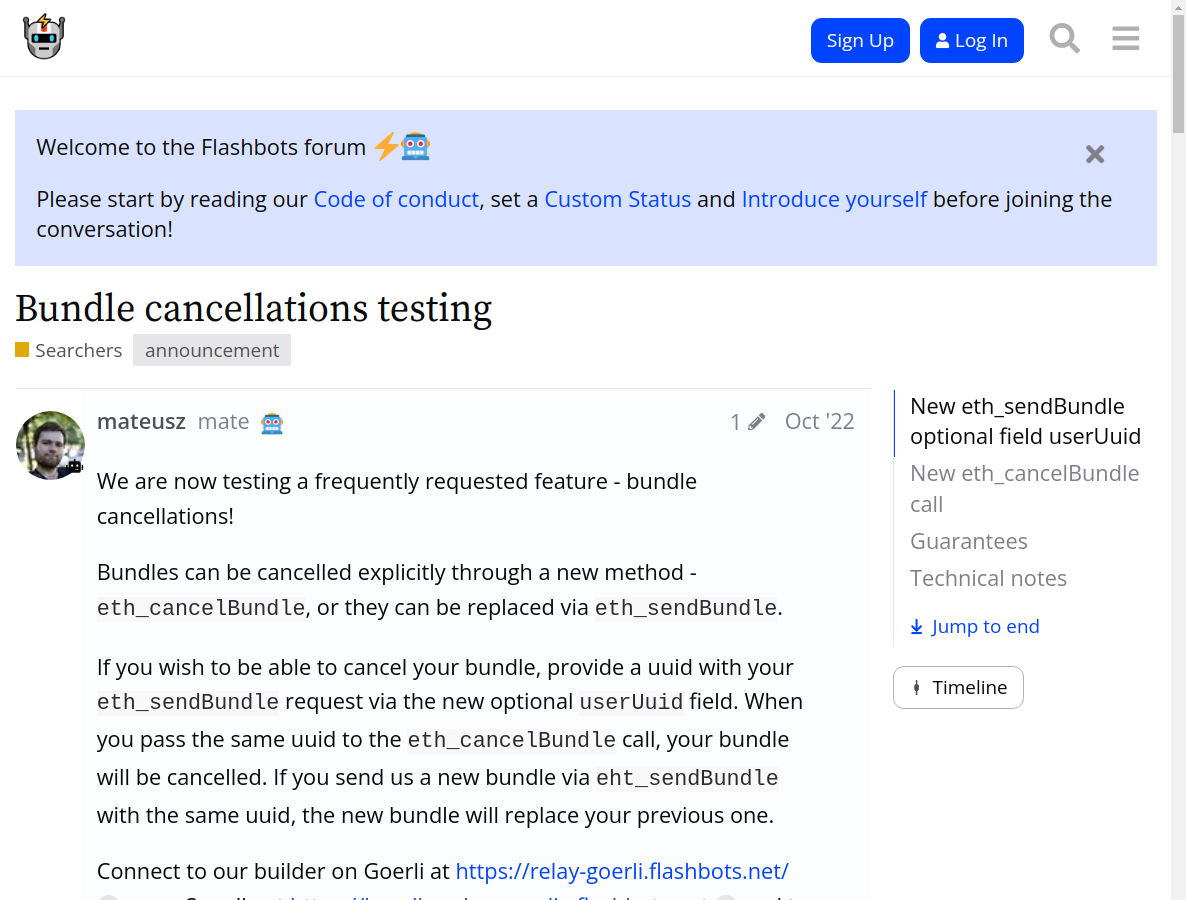 Sign Up
Log In
Welcome to the Flashbots forum
Please start by reading our Code of conduct, set a Custom Status and Introduce yourself before joining the
conversation!
Bundle cancellations testing
Searchers announcement
mateusz mate 1 Oct '22
We are now testing a frequently requested feature - bundle
cancellations!
Bundles can be cancelled explicitly through a new method -
eth_cancelBundle, or they can be replaced via eth_sendBundle.
If you wish to be able to cancel your bundle, provide a uuid with your
eth_sendBundle request via the new optional userUuid field. When
you pass the same uuid to the eth_cancelBundle call, your bundle
will be cancelled. If you send us a new bundle via eht_sendBundle
with the same uuid, the new bundle will replace your previous one.
Connect to our builder on Goerli at https://relay-goerli.flashbots.net/
New eth_sendBundle
optional field userUuid
New eth_cancelBundle
call
Guarantees
Technical notes
Jump to end
Timeline